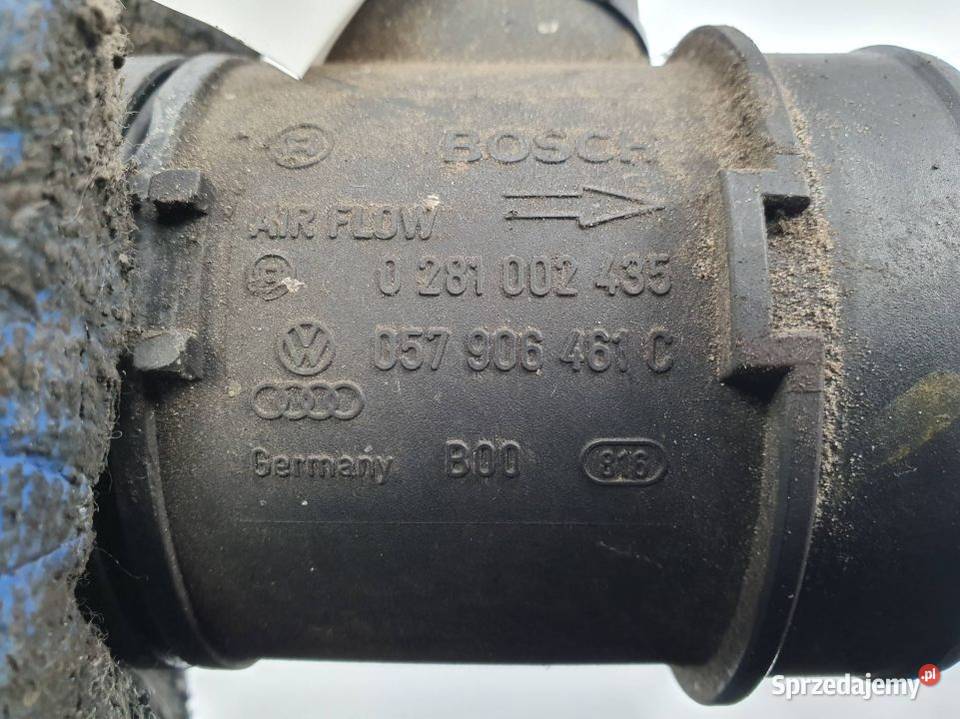 BOSCH
AIR FLOW
0 281 002 435
057 906 461 C
Germany B00 816
Sprzedajemy.pl